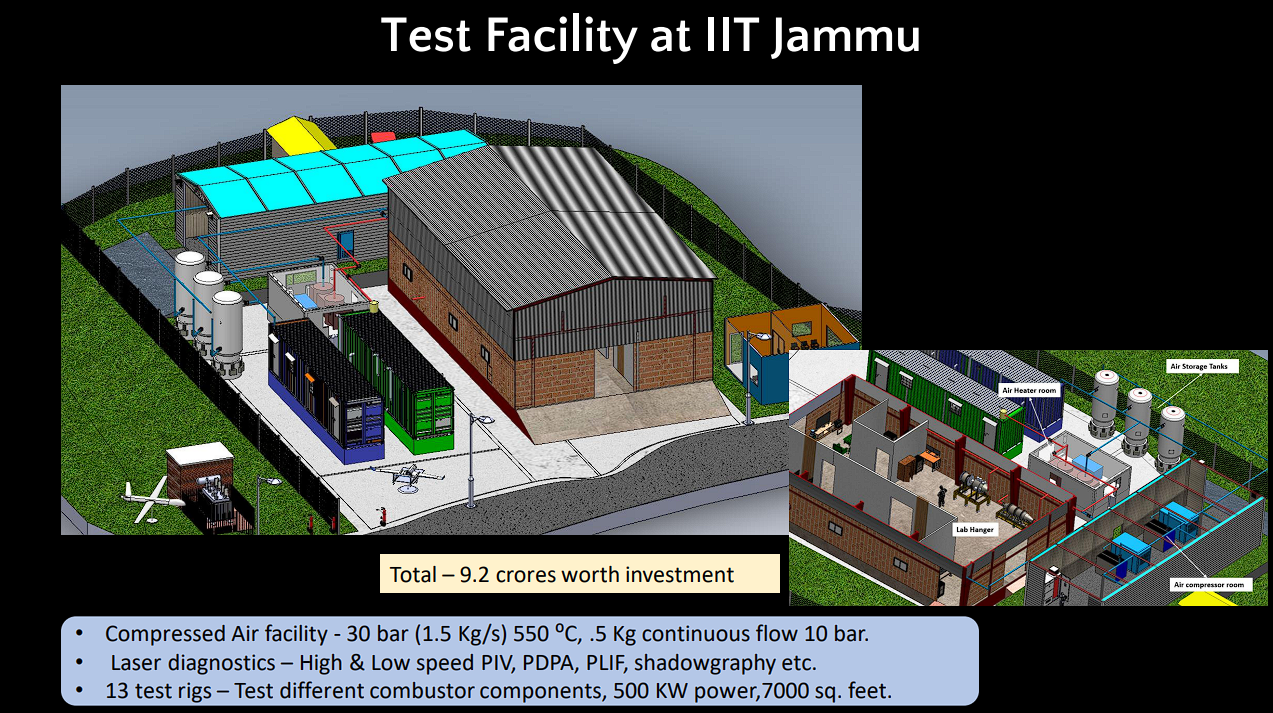 Test Facility at IIT Jammu
Air Storage Tanks
Air Heater room
Lab Hanger
Air compressor room
Total – 9.2 crores worth investment
• Compressed Air facility - 30 bar (1.5 Kg/s) 550 ⁰C, .5 Kg continuous flow 10 bar.
• Laser diagnostics – High & Low speed PIV, PDPA, PLIF, shadowgraphy etc.
• 13 test rigs – Test different combustor components, 500 KW power,7000 sq. feet.